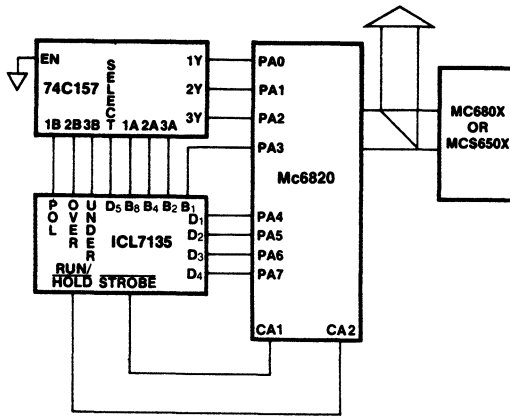 EN
SELECT
1Y
74C157
2Y
3Y
1B 2B 3B 1A 2A 3A
PA0
PA1
PA2
PA3
Mc6820
PA4
PA5
PA6
PA7
CA1 CA2
MC680X
OR
MCS650X
POL
OVER
UNDER
D5 B8 B4 B2 B1
D1
D2
D3
D4
ICL7135
RUN/
HOLD STROBE